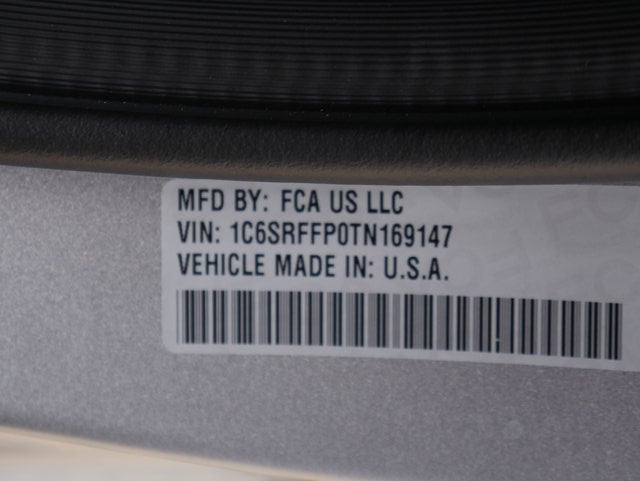 MFD BY: FCA US LLC
VIN: 1C6SRFFP0TN169147
VEHICLE MADE IN: U.S.A.